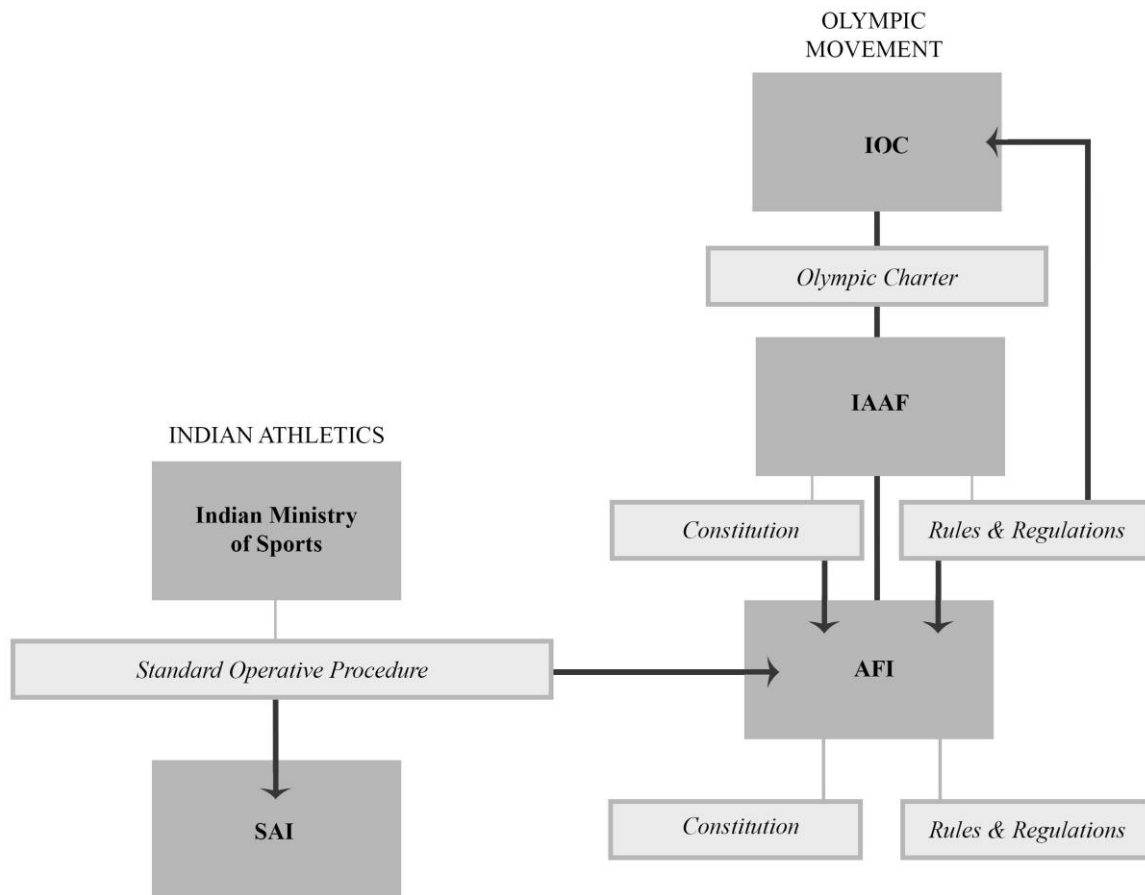 OLYMPIC
MOVEMENT
IOC
Olympic Charter
IAAF
INDIAN ATHLETICS
Indian Ministry
of Sports
Constitution
Rules & Regulations
Standard Operative Procedure
AFI
SAI
Constitution
Rules & Regulations